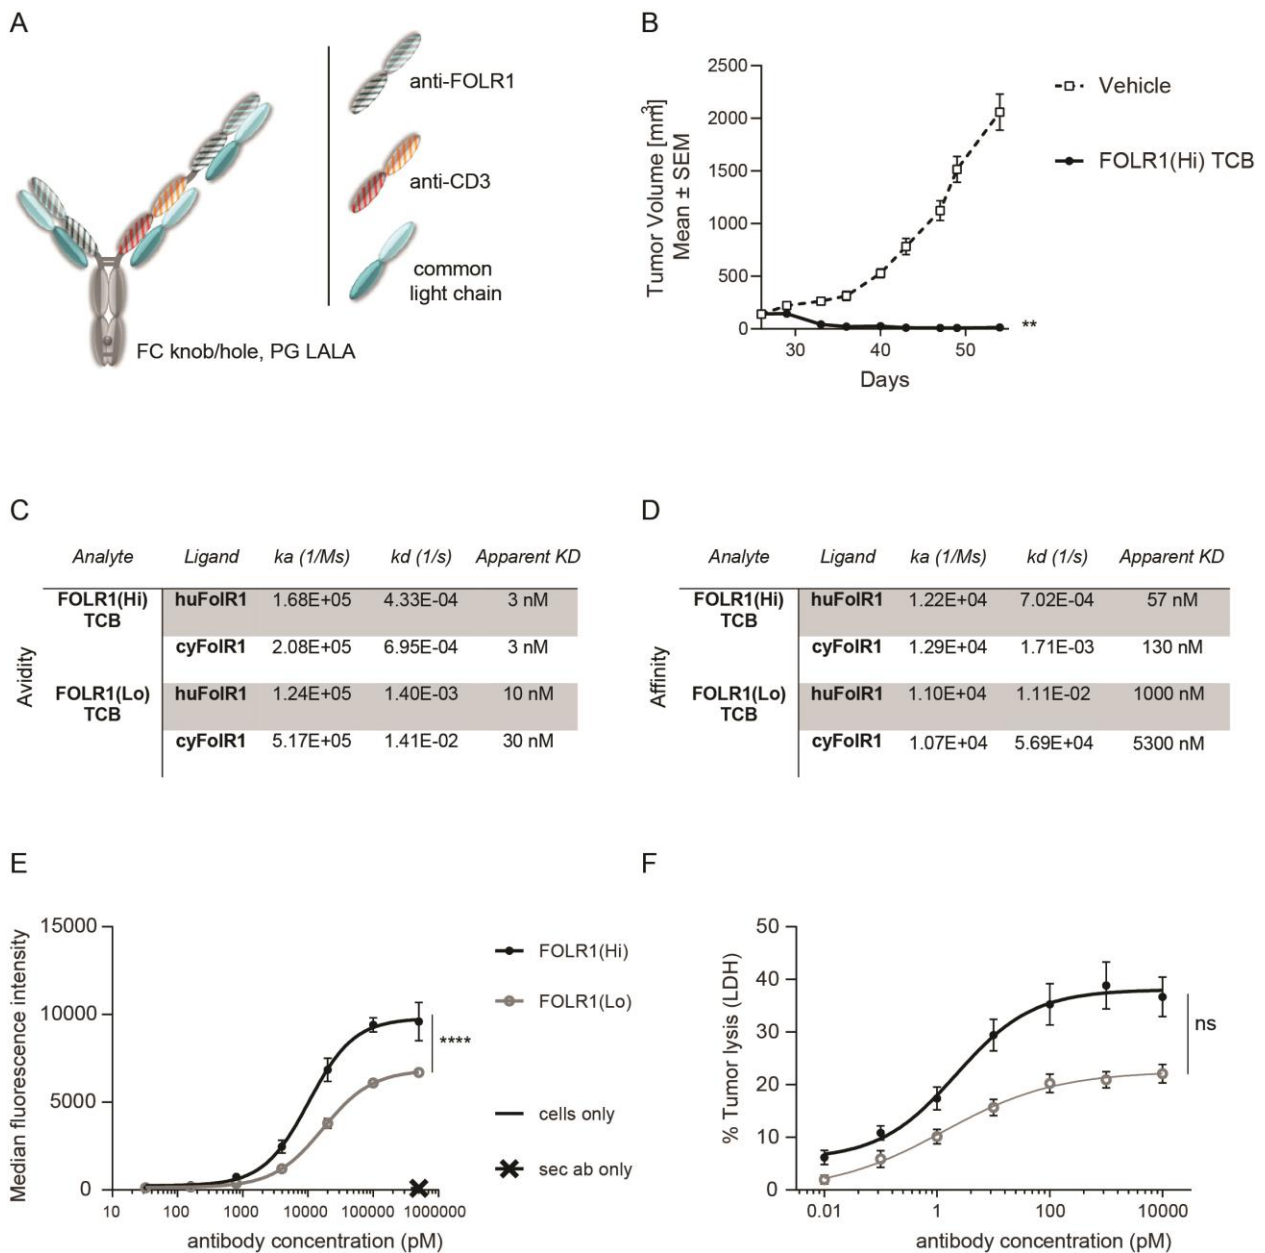 A
anti-FOLR1
anti-CD3
common
light chain
FC knob/hole, PG LALA
B
Tumor Volume [mm³]
Mean ± SEM
2500
2000
1500
1000
500
0
30 40 50
Days
**
Vehicle
FOLR1(Hi) TCB
C
Analyte Ligand ka (1/Ms) kd (1/s) Apparent KD
Avidity
FOLR1(Hi) huFolR1 1.68E+05 4.33E-04 3 nM
TCB
cyFolR1 2.08E+05 6.95E-04 3 nM
FOLR1(Lo) huFolR1 1.24E+05 1.40E-03 10 nM
TCB
cyFolR1 5.17E+05 1.41E-02 30 nM
D
Analyte Ligand ka (1/Ms) kd (1/s) Apparent KD
Affinity
FOLR1(Hi) huFolR1 1.22E+04 7.02E-04 57 nM
TCB
cyFolR1 1.29E+04 1.71E-03 130 nM
FOLR1(Lo) huFolR1 1.10E+04 1.11E-02 1000 nM
TCB
cyFolR1 1.07E+04 5.69E+04 5300 nM
E
Median fluorescence intensity
15000
10000
5000
0
10 100 1000 10000 100000 1000000
antibody concentration (pM)
****
FOLR1(Hi)
FOLR1(Lo)
cells only
sec ab only
F
% Tumor lysis (LDH)
50
40
30
20
10
0
0.01 1 100 10000
antibody concentration (pM)
ns